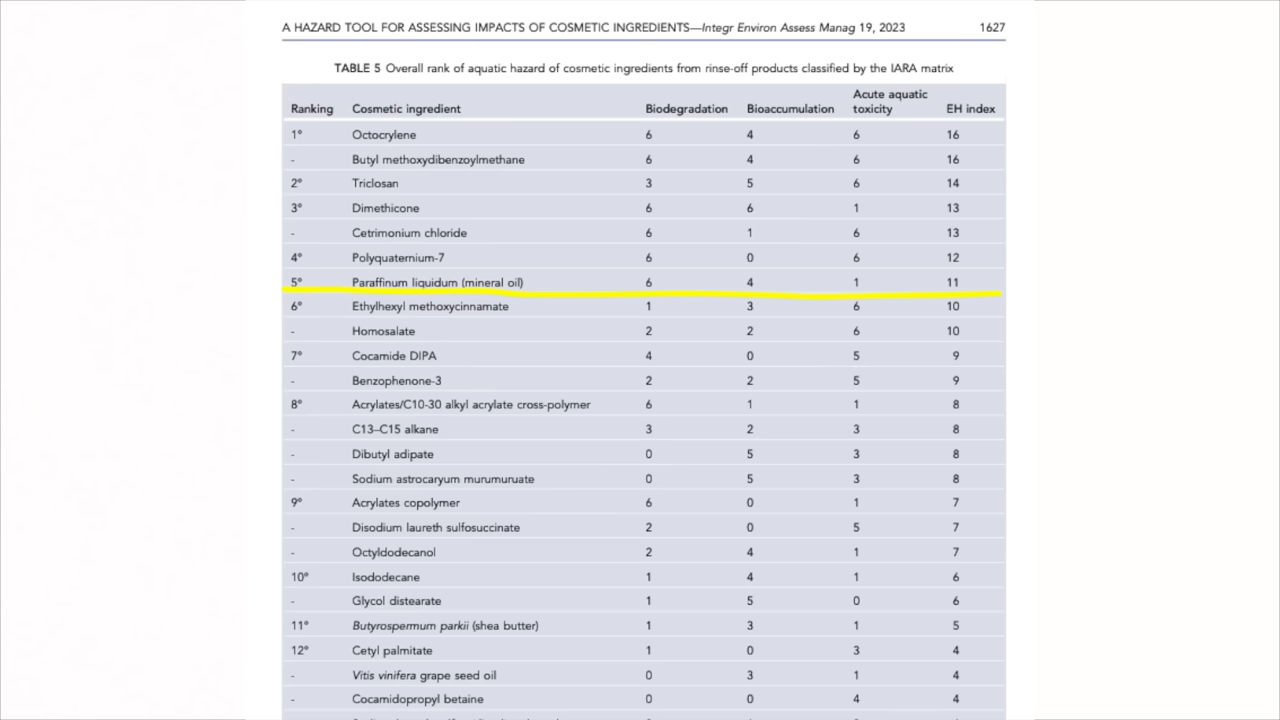 A HAZARD TOOL FOR ASSESSING IMPACTS OF COSMETIC INGREDIENTS—Integr Environ Assess Manag 19, 2023 1627
TABLE 5 Overall rank of aquatic hazard of cosmetic ingredients from rinse-off products classified by the IARA matrix
Ranking Cosmetic ingredient Biodegradation Bioaccumulation Acute aquatic toxicity EH index
1° Octocrylene 6 4 6 16
- Butyl methoxydibenzoylmethane 6 4 6 16
2° Triclosan 3 5 6 14
3° Dimethicone 6 6 1 13
- Cetrimonium chloride 6 1 6 13
4° Polyquaternium-7 6 0 6 12
5° Paraffinum liquidum (mineral oil) 6 4 1 11
6° Ethylhexyl methoxycinnamate 1 3 6 10
- Homosalate 2 2 6 10
7° Cocamide DIPA 4 0 5 9
- Benzophenone-3 2 2 5 9
8° Acrylates/C10-30 alkyl acrylate cross-polymer 6 1 1 8
- C13–C15 alkane 3 2 3 8
- Dibutyl adipate 0 5 3 8
- Sodium astrocaryum murumuruate 0 5 3 8
9° Acrylates copolymer 6 0 1 7
- Disodium laureth sulfosuccinate 2 0 5 7
- Octyldodecanol 2 4 1 7
10° Isododecane 1 4 1 6
- Glycol distearate 1 5 0 6
11° Butyrospermum parkii (shea butter) 1 3 1 5
12° Cetyl palmitate 1 0 3 4
- Vitis vinifera grape seed oil 0 3 1 4
- Cocamidopropyl betaine 0 0 4 4